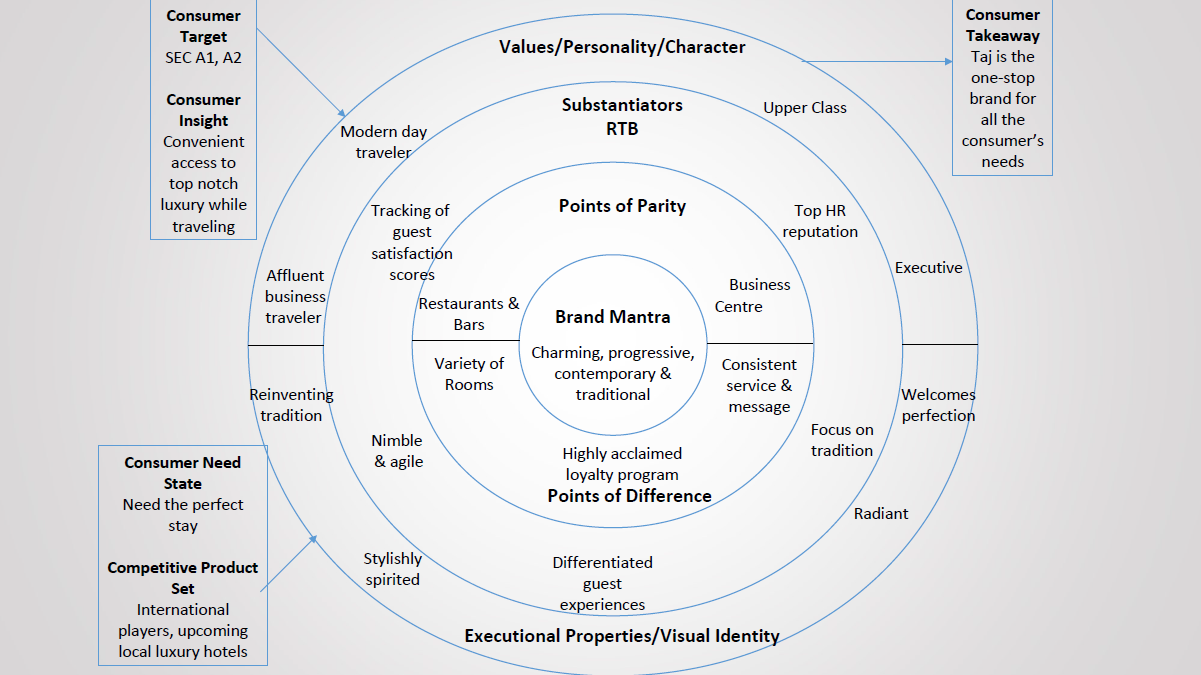 Consumer
Target
SEC A1, A2
Consumer
Insight
Convenient
access to
top notch
luxury while
traveling
Consumer
Takeaway
Taj is the
one-stop
brand for
all the
consumer’s
needs
Values/Personality/Character
Upper Class
Modern day
traveler
Executive
Affluent
business
traveler
Substantiators
RTB
Tracking of
guest
satisfaction
scores
Top HR
reputation
Points of Parity
Restaurants &
Bars
Business
Centre
Brand Mantra
Charming, progressive,
contemporary &
traditional
Variety of
Rooms
Consistent
service &
message
Highly acclaimed
loyalty program
Points of Difference
Nimble
& agile
Focus on
tradition
Differentiated
guest
experiences
Reinventing
tradition
Welcomes
perfection
Radiant
Stylishly
spirited
Executional Properties/Visual Identity
Consumer Need
State
Need the perfect
stay
Competitive Product
Set
International
players, upcoming
local luxury hotels